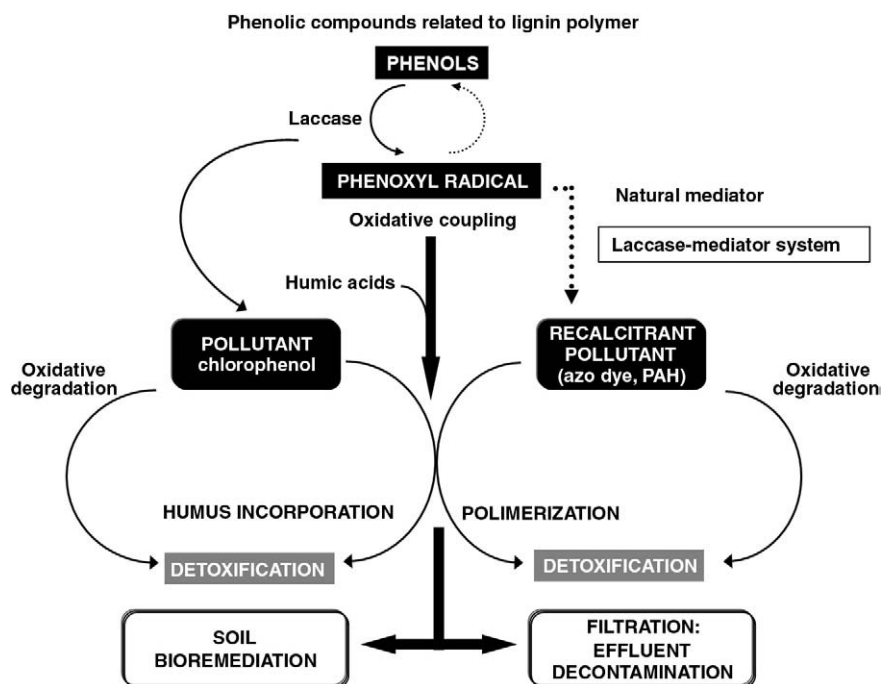 Phenolic compounds related to lignin polymer
PHENOLS
Laccase
PHENOXYL RADICAL
Natural mediator
Oxidative coupling
Laccase-mediator system
Humic acids
POLLUTANT
chlorophenol
RECALCITRANT
POLLUTANT
(azo dye, PAH)
Oxidative
degradation
Oxidative
degradation
HUMUS INCORPORATION
POLIMERIZATION
DETOXIFICATION
DETOXIFICATION
SOIL
BIOREMEDIATION
FILTRATION:
EFFLUENT
DECONTAMINATION